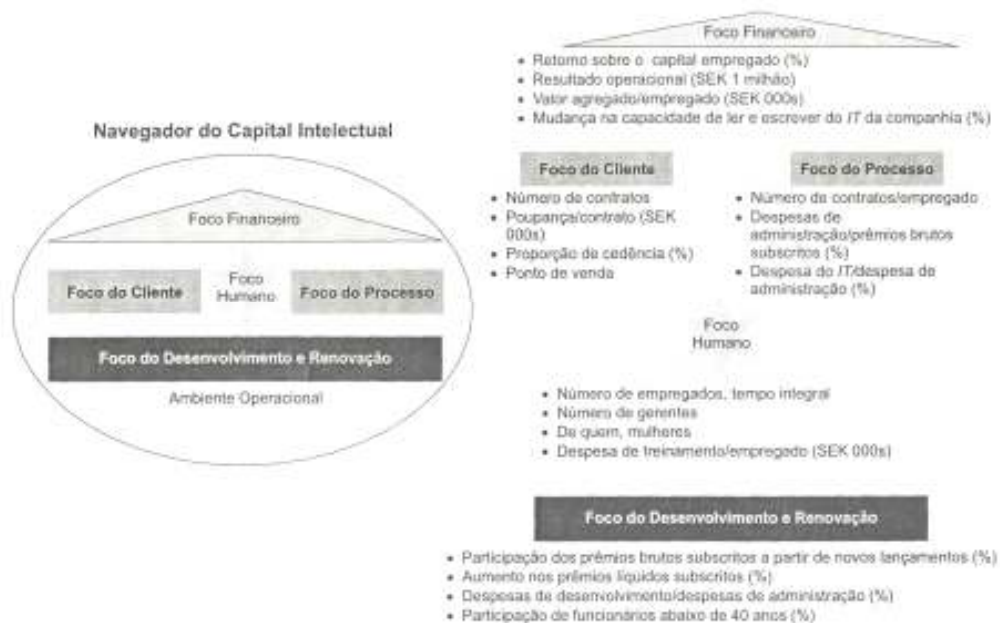 Navegador do Capital Intelectual
Foco Financeiro
Foco do Cliente
Foco
Humano
Foco do Processo
Foco do Desenvolvimento e Renovação
Ambiente Operacional
Foco Financeiro
• Retorno sobre o capital empregado (%)
• Resultado operacional (SEK 1 milhão)
• Valor agregado/empregado (SEK 000s)
• Mudança na capacidade de ler e escrever do IT da companhia (%)
Foco do Cliente
• Número de contratos
• Poupança/contrato (SEK
000s)
• Proporção de cedência (%)
• Ponto de venda
Foco do Processo
• Número de contratos/empregado
• Despesas de
administração/prêmios brutos
subscritos (%)
• Despesa do IT/despesa de
administração (%)
Foco
Humano
• Número de empregados, tempo integral
• Número de gerentes
• De quem, mulheres
• Despesa de treinamento/empregado (SEK 000s)
Foco do Desenvolvimento e Renovação
• Participação dos prêmios brutos subscritos a partir de novos lançamentos (%)
• Aumento nos prêmios líquidos subscritos (%)
• Despesas de desenvolvimento/despesas de administração (%)
• Participação de funcionários abaixo de 40 anos (%)